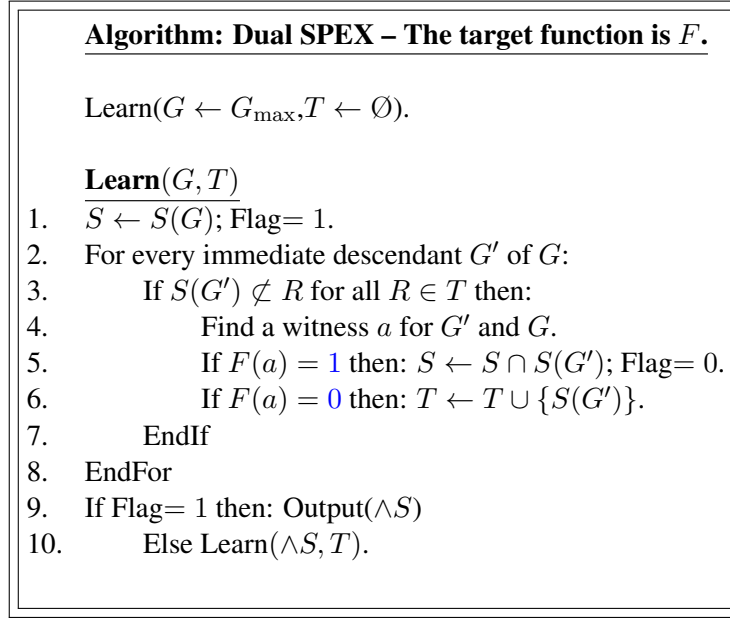 Algorithm: Dual SPEX – The target function is F.
Learn(G ← G_max,T ← Ø).
Learn(G, T)
1. S ← S(G); Flag= 1.
2. For every immediate descendant G′ of G:
3. If S(G′) ⊄ R for all R ∈ T then:
4. Find a witness a for G′ and G.
5. If F(a) = 1 then: S ← S ∩ S(G′); Flag= 0.
6. If F(a) = 0 then: T ← T ∪ {S(G′)}.
7. EndIf
8. EndFor
9. If Flag= 1 then: Output(∧S)
10. Else Learn(∧S, T).